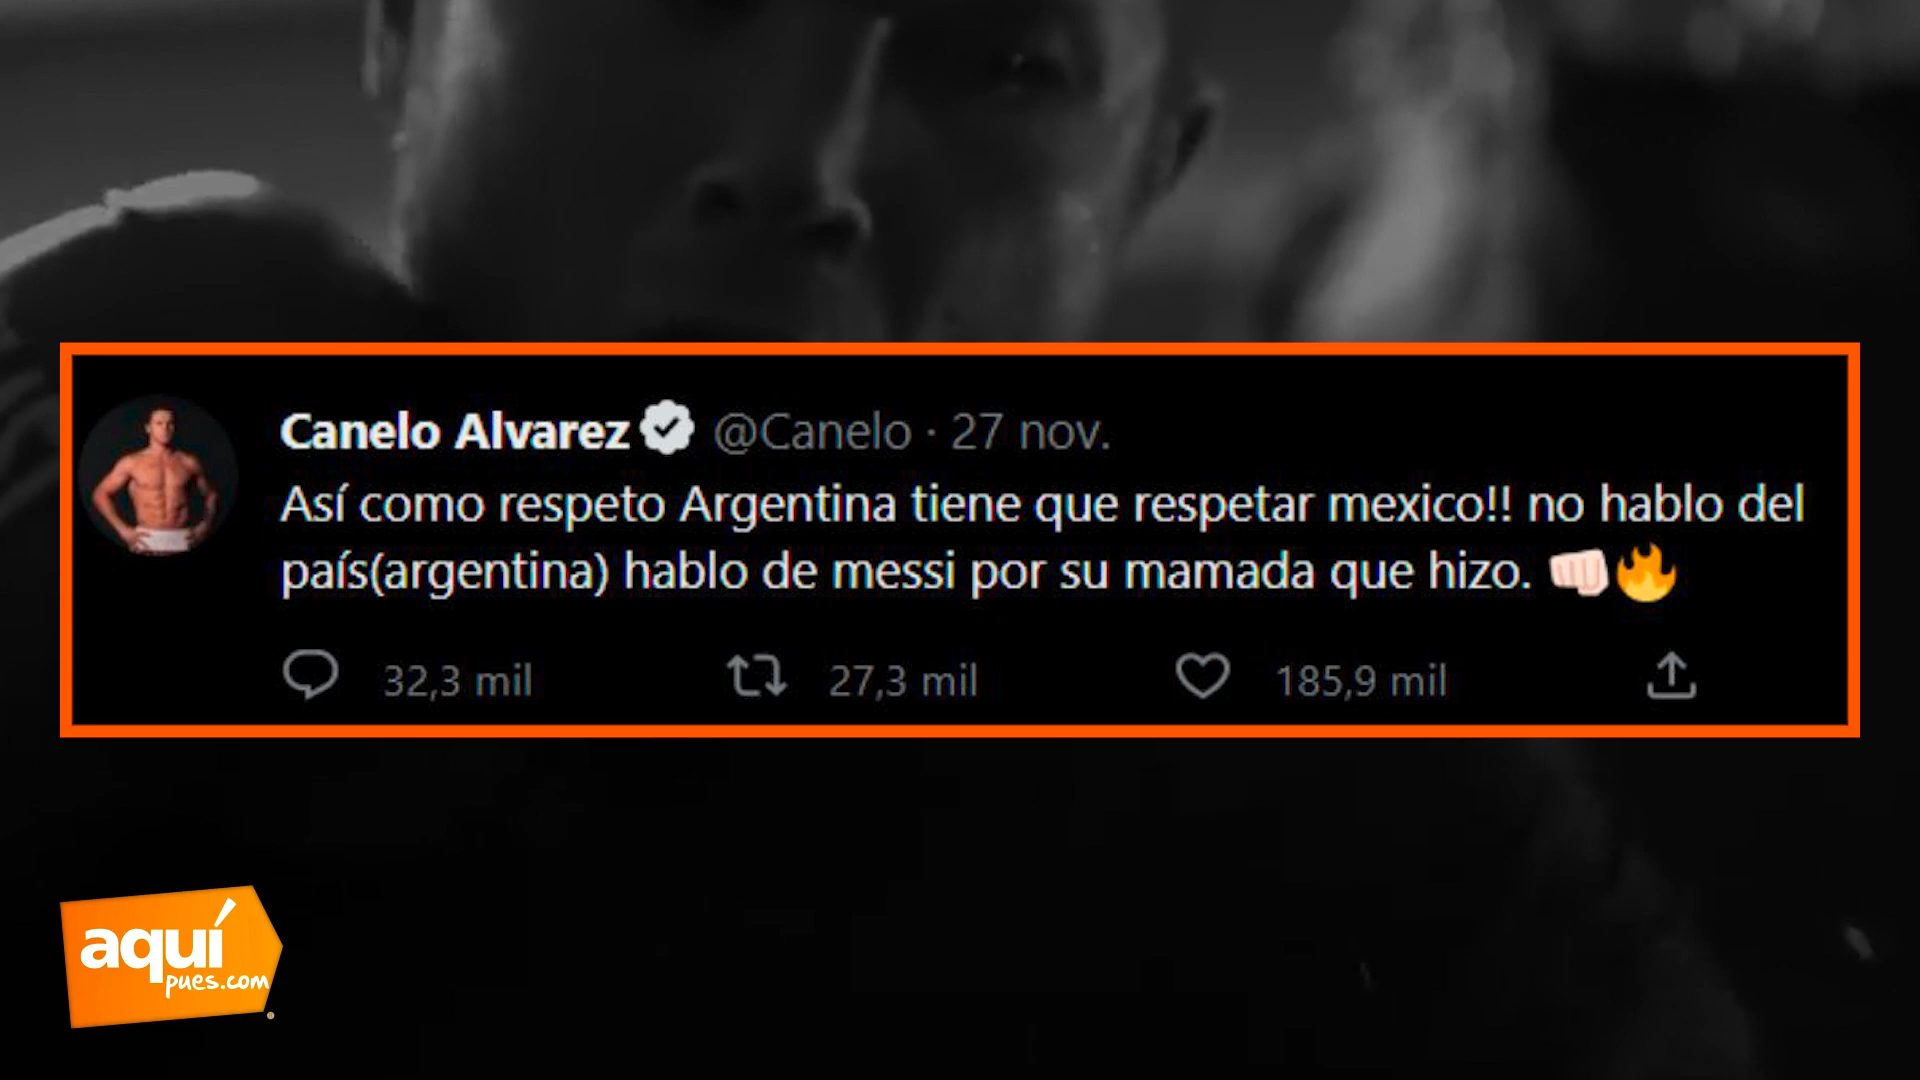 Canelo Alvarez @Canelo · 27 nov.
Así como respeto Argentina tiene que respetar mexico!! no hablo del
país(argentina) hablo de messi por su mamada que hizo. 👊🏻🔥
32,3 mil 27,3 mil 185,9 mil
aquí
pues.com